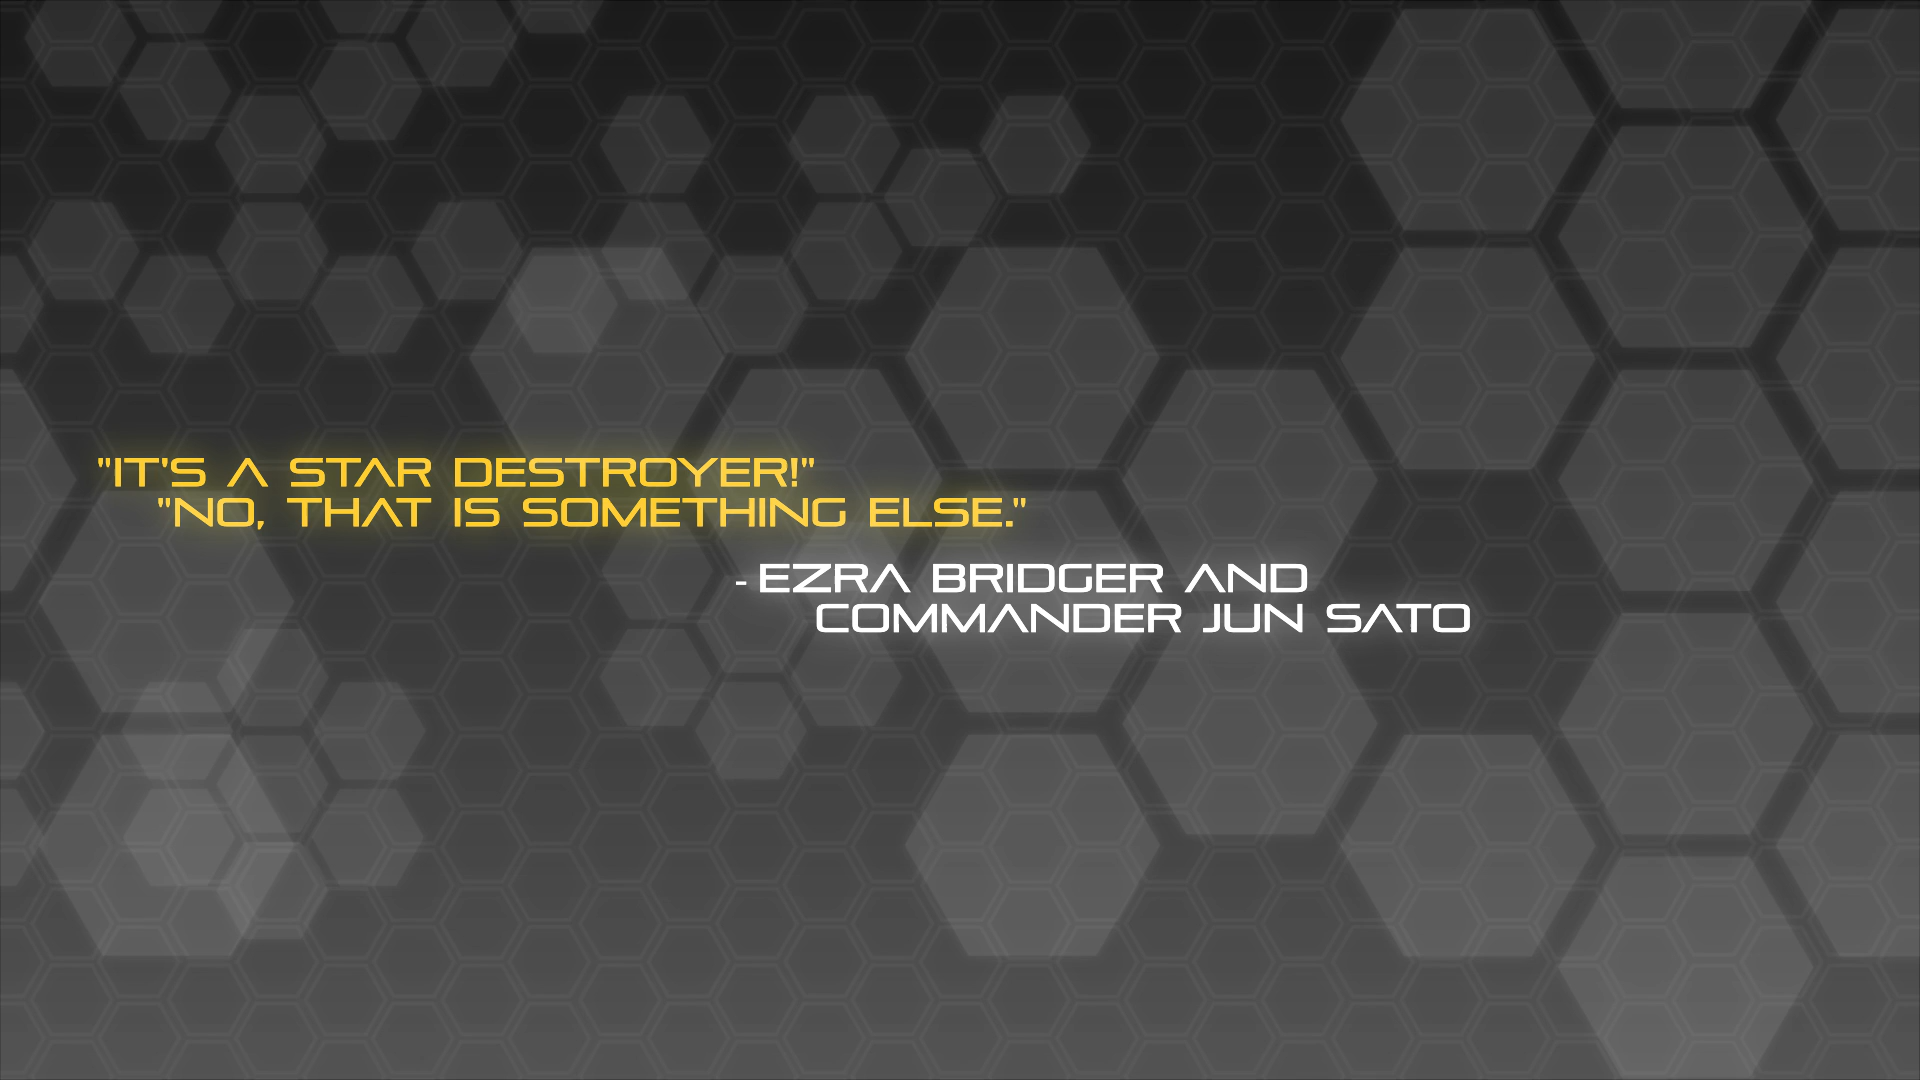 "IT'S A STAR DESTROYER!"
"NO, THAT IS SOMETHING ELSE."
- EZRA BRIDGER AND
COMMANDER JUN SATO